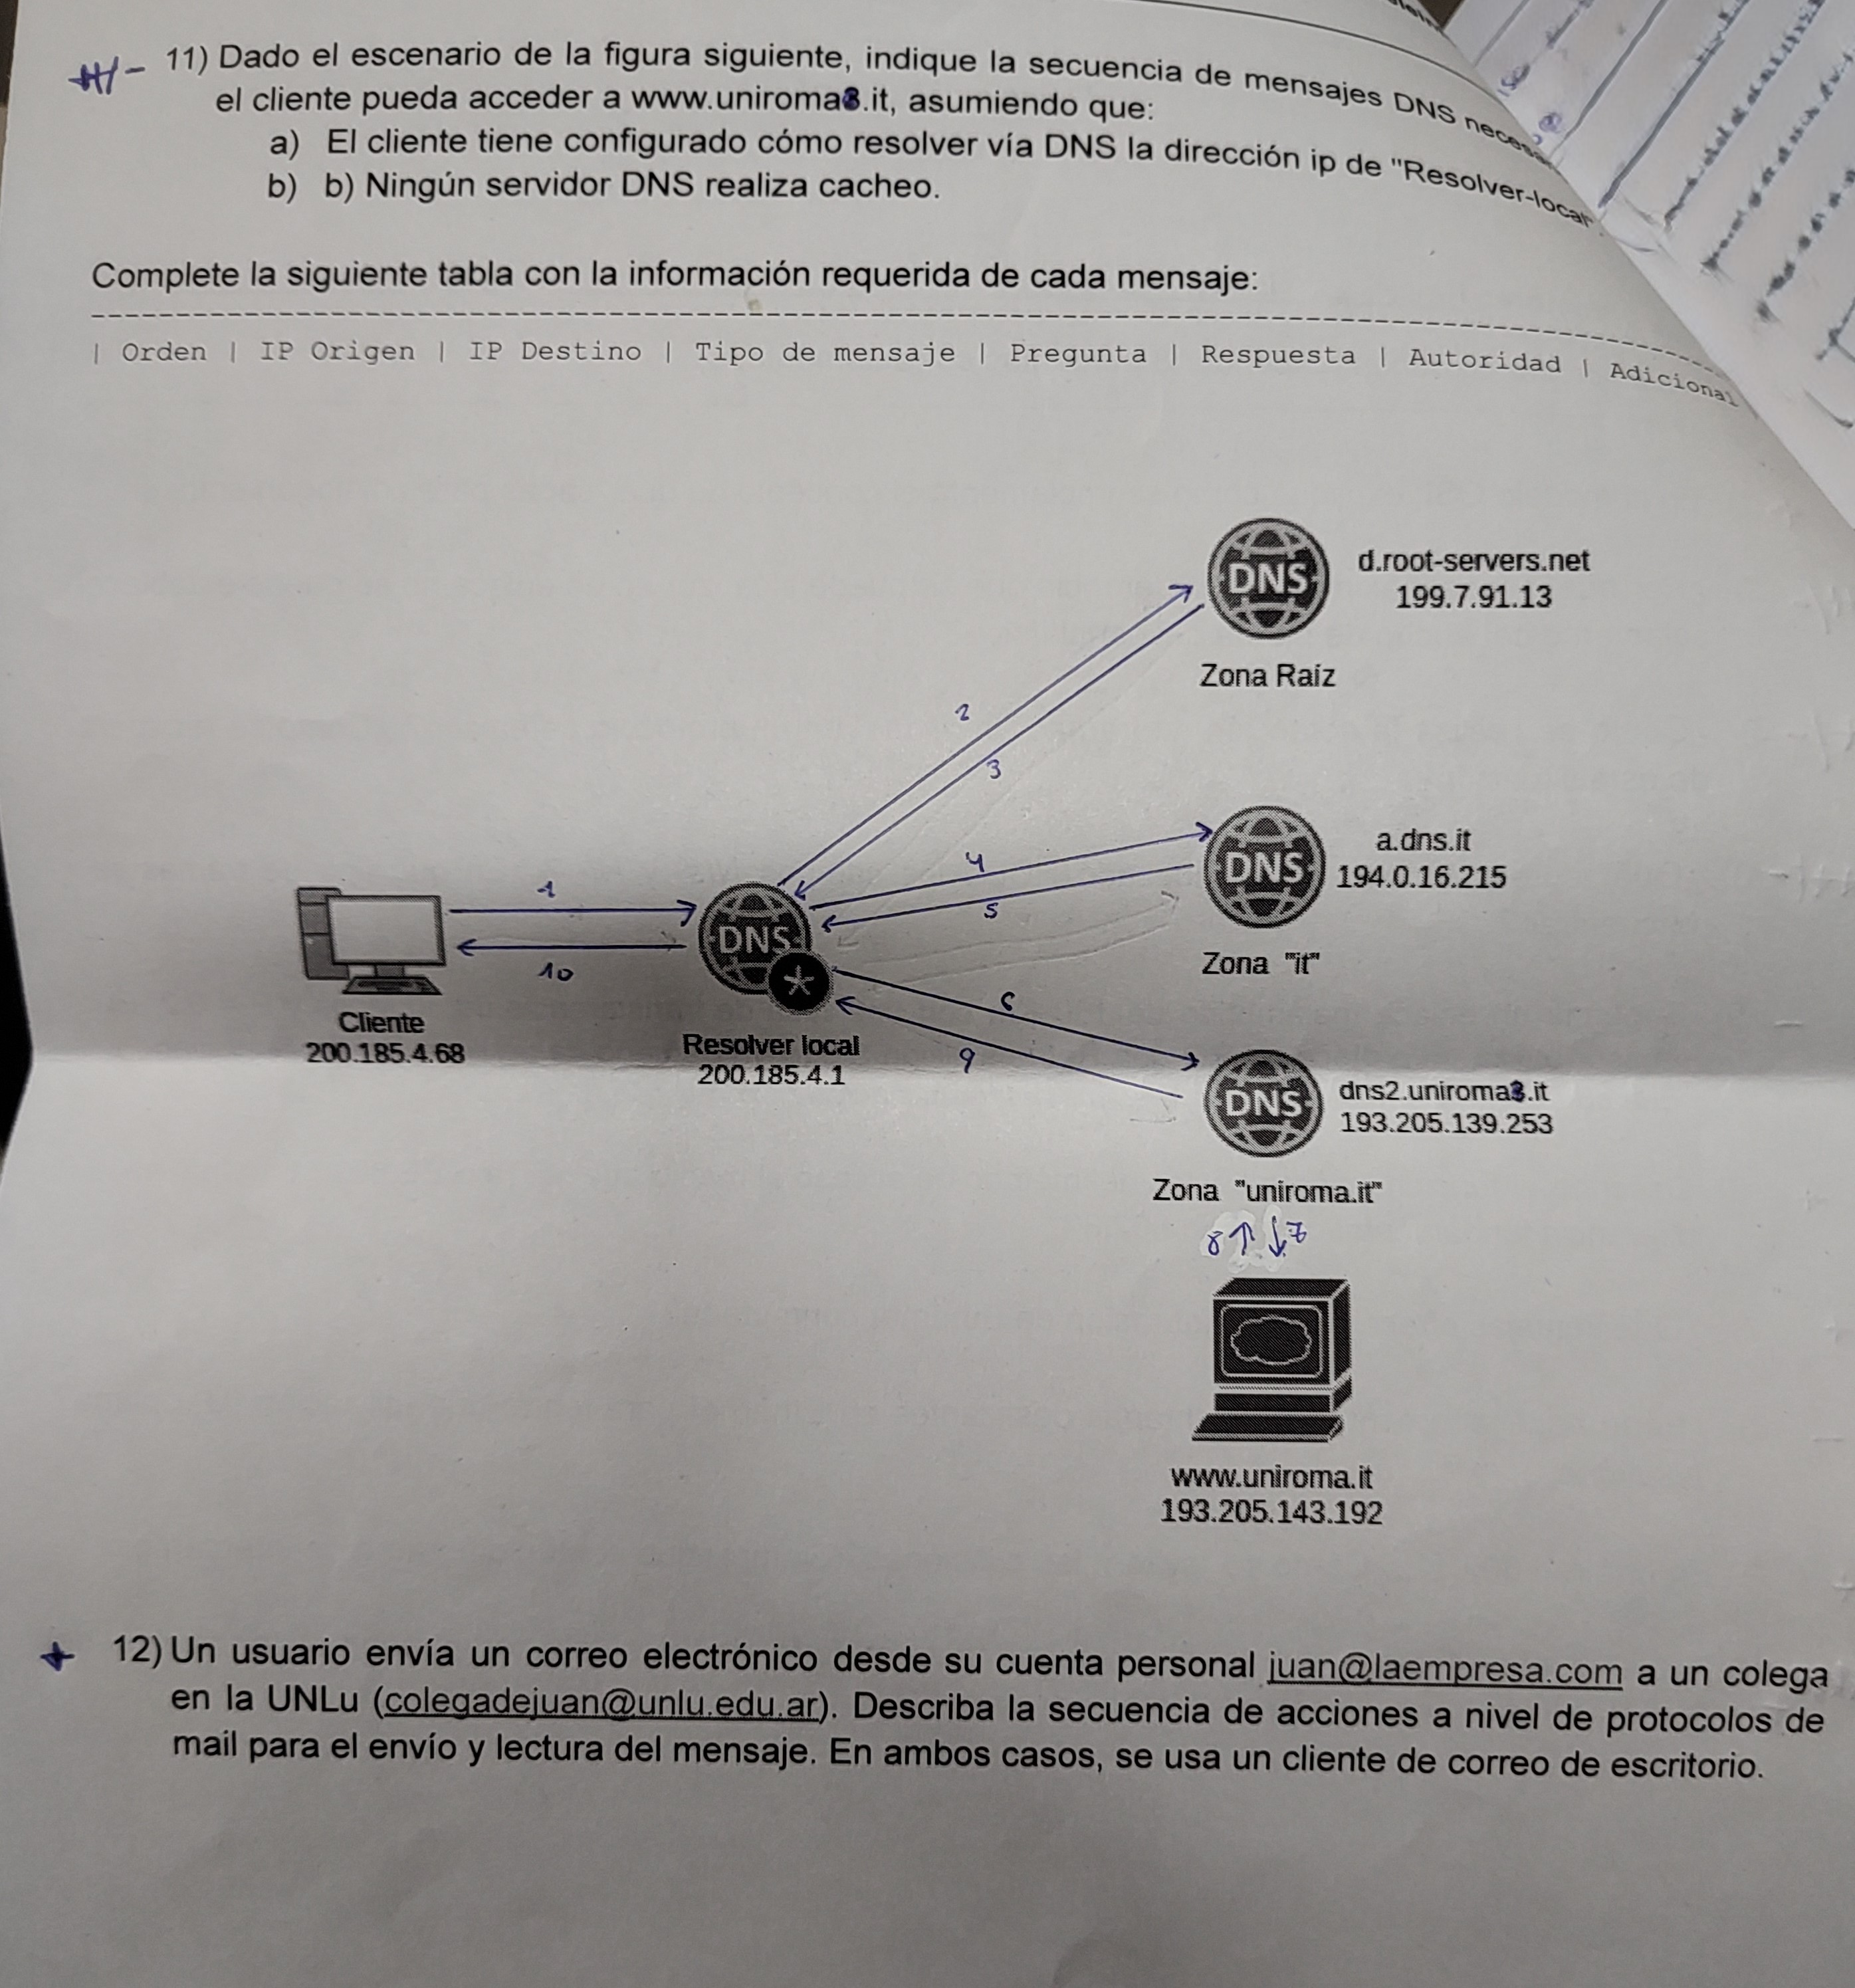 +/- 11) Dado el escenario de la figura siguiente, indique la secuencia de mensajes DNS
el cliente pueda acceder a www.uniroma3.it, asumiendo que:
a) El cliente tiene configurado cómo resolver vía DNS la dirección ip de "Resolver-local"
b) b) Ningún servidor DNS realiza cacheo.
Complete la siguiente tabla con la información requerida de cada mensaje:
| Orden | IP Origen | IP Destino | Tipo de mensaje | Pregunta | Respuesta | Autoridad | Adicional
DNS
d.root-servers.net
199.7.91.13
Zona Raíz
2
3
DNS
a.dns.it
194.0.16.215
Zona "it"
4
5
1
10
DNS
*
Cliente
200.185.4.68
Resolver local
200.185.4.1
6
9
DNS
dns2.uniroma3.it
193.205.139.253
Zona "uniroma.it"
8 7
www.uniroma.it
193.205.143.192
+ 12) Un usuario envía un correo electrónico desde su cuenta personal juan@laempresa.com a un colega
en la UNLu (colegadejuan@unlu.edu.ar). Describa la secuencia de acciones a nivel de protocolos de
mail para el envío y lectura del mensaje. En ambos casos, se usa un cliente de correo de escritorio.